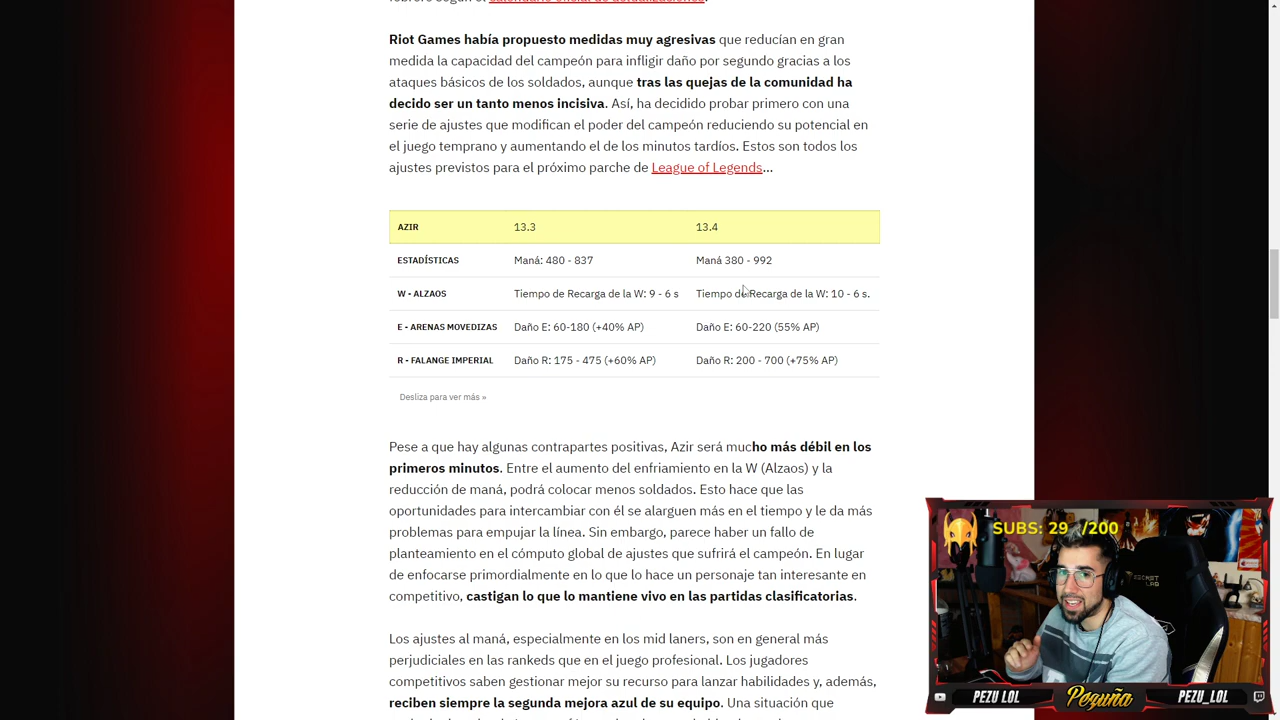 febrero según el calendario oficial de actualizaciones.
Riot Games había propuesto medidas muy agresivas que reducían en gran
medida la capacidad del campeón para infligir daño por segundo gracias a los
ataques básicos de los soldados, aunque tras las quejas de la comunidad ha
decido ser un tanto menos incisiva. Así, ha decidido probar primero con una
serie de ajustes que modifican el poder del campeón reduciendo su potencial en
el juego temprano y aumentando el de los minutos tardíos. Estos son todos los
ajustes previstos para el próximo parche de League of Legends...
AZIR 13.3 13.4
ESTADÍSTICAS Maná: 480 - 837 Maná 380 - 992
W - ALZAOS Tiempo de Recarga de la W: 9 - 6 s Tiempo de Recarga de la W: 10 - 6 s.
E - ARENAS MOVEDIZAS Daño E: 60-180 (+40% AP) Daño E: 60-220 (55% AP)
R - FALANGE IMPERIAL Daño R: 175 - 475 (+60% AP) Daño R: 200 - 700 (+75% AP)
Desliza para ver más »
Pese a que hay algunas contrapartes positivas, Azir será mucho más débil en los
primeros minutos. Entre el aumento del enfriamiento en la W (Alzaos) y la
reducción de maná, podrá colocar menos soldados. Esto hace que las
oportunidades para intercambiar con él se alarguen más en el tiempo y le da más
problemas para empujar la línea. Sin embargo, parece haber un fallo de
planteamiento en el cómputo global de ajustes que sufrirá el campeón. En lugar
de enfocarse primordialmente en lo que lo hace un personaje tan interesante en
competitivo, castigan lo que lo mantiene vivo en las partidas clasificatorias.
Los ajustes al maná, especialmente en los mid laners, son en general más
perjudiciales en las rankeds que en el juego profesional. Los jugadores
competitivos saben gestionar mejor su recurso para lanzar habilidades y, además,
reciben siempre la segunda mejora azul de su equipo. Una situación que
SUBS: 29 /200
SECRET LAB
PEZU LOL Pezuña PEZU_LOL